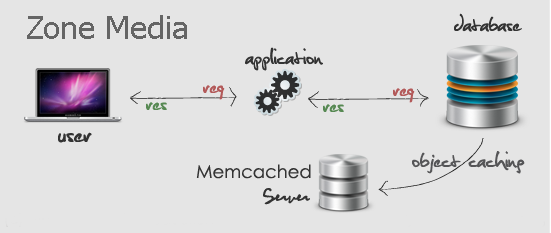 Zone Media
database
application
req
res
req
res
user
object caching
Memcached
Server